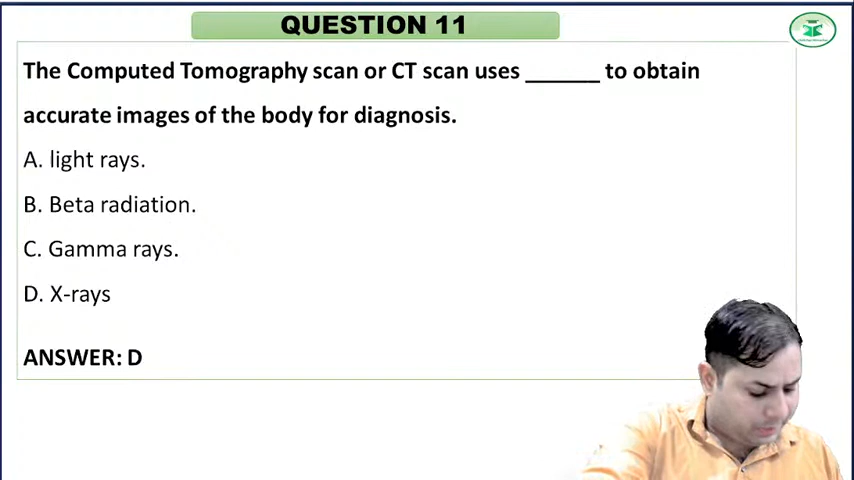 QUESTION 11
The Computed Tomography scan or CT scan uses ______ to obtain
accurate images of the body for diagnosis.
A. light rays.
B. Beta radiation.
C. Gamma rays.
D. X-rays
ANSWER: D